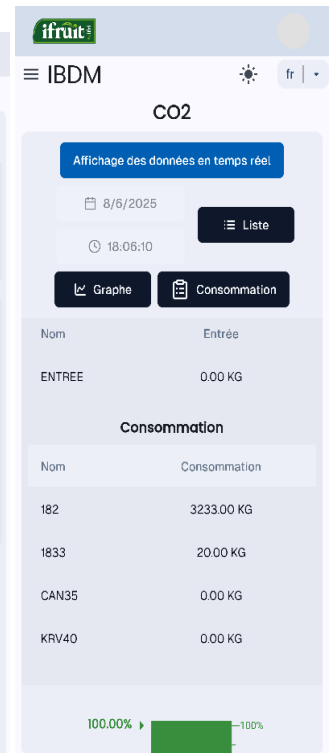 ifruit
IBDM
fr
CO2
Affichage des données en temps réel
8/6/2025
Liste
18:06:10
Graphe
Consommation
Nom Entrée
ENTREE 0.00 KG
Consommation
Nom Consommation
182 3233.00 KG
1833 20.00 KG
CAN35 0.00 KG
KRV40 0.00 KG
100.00% 100%